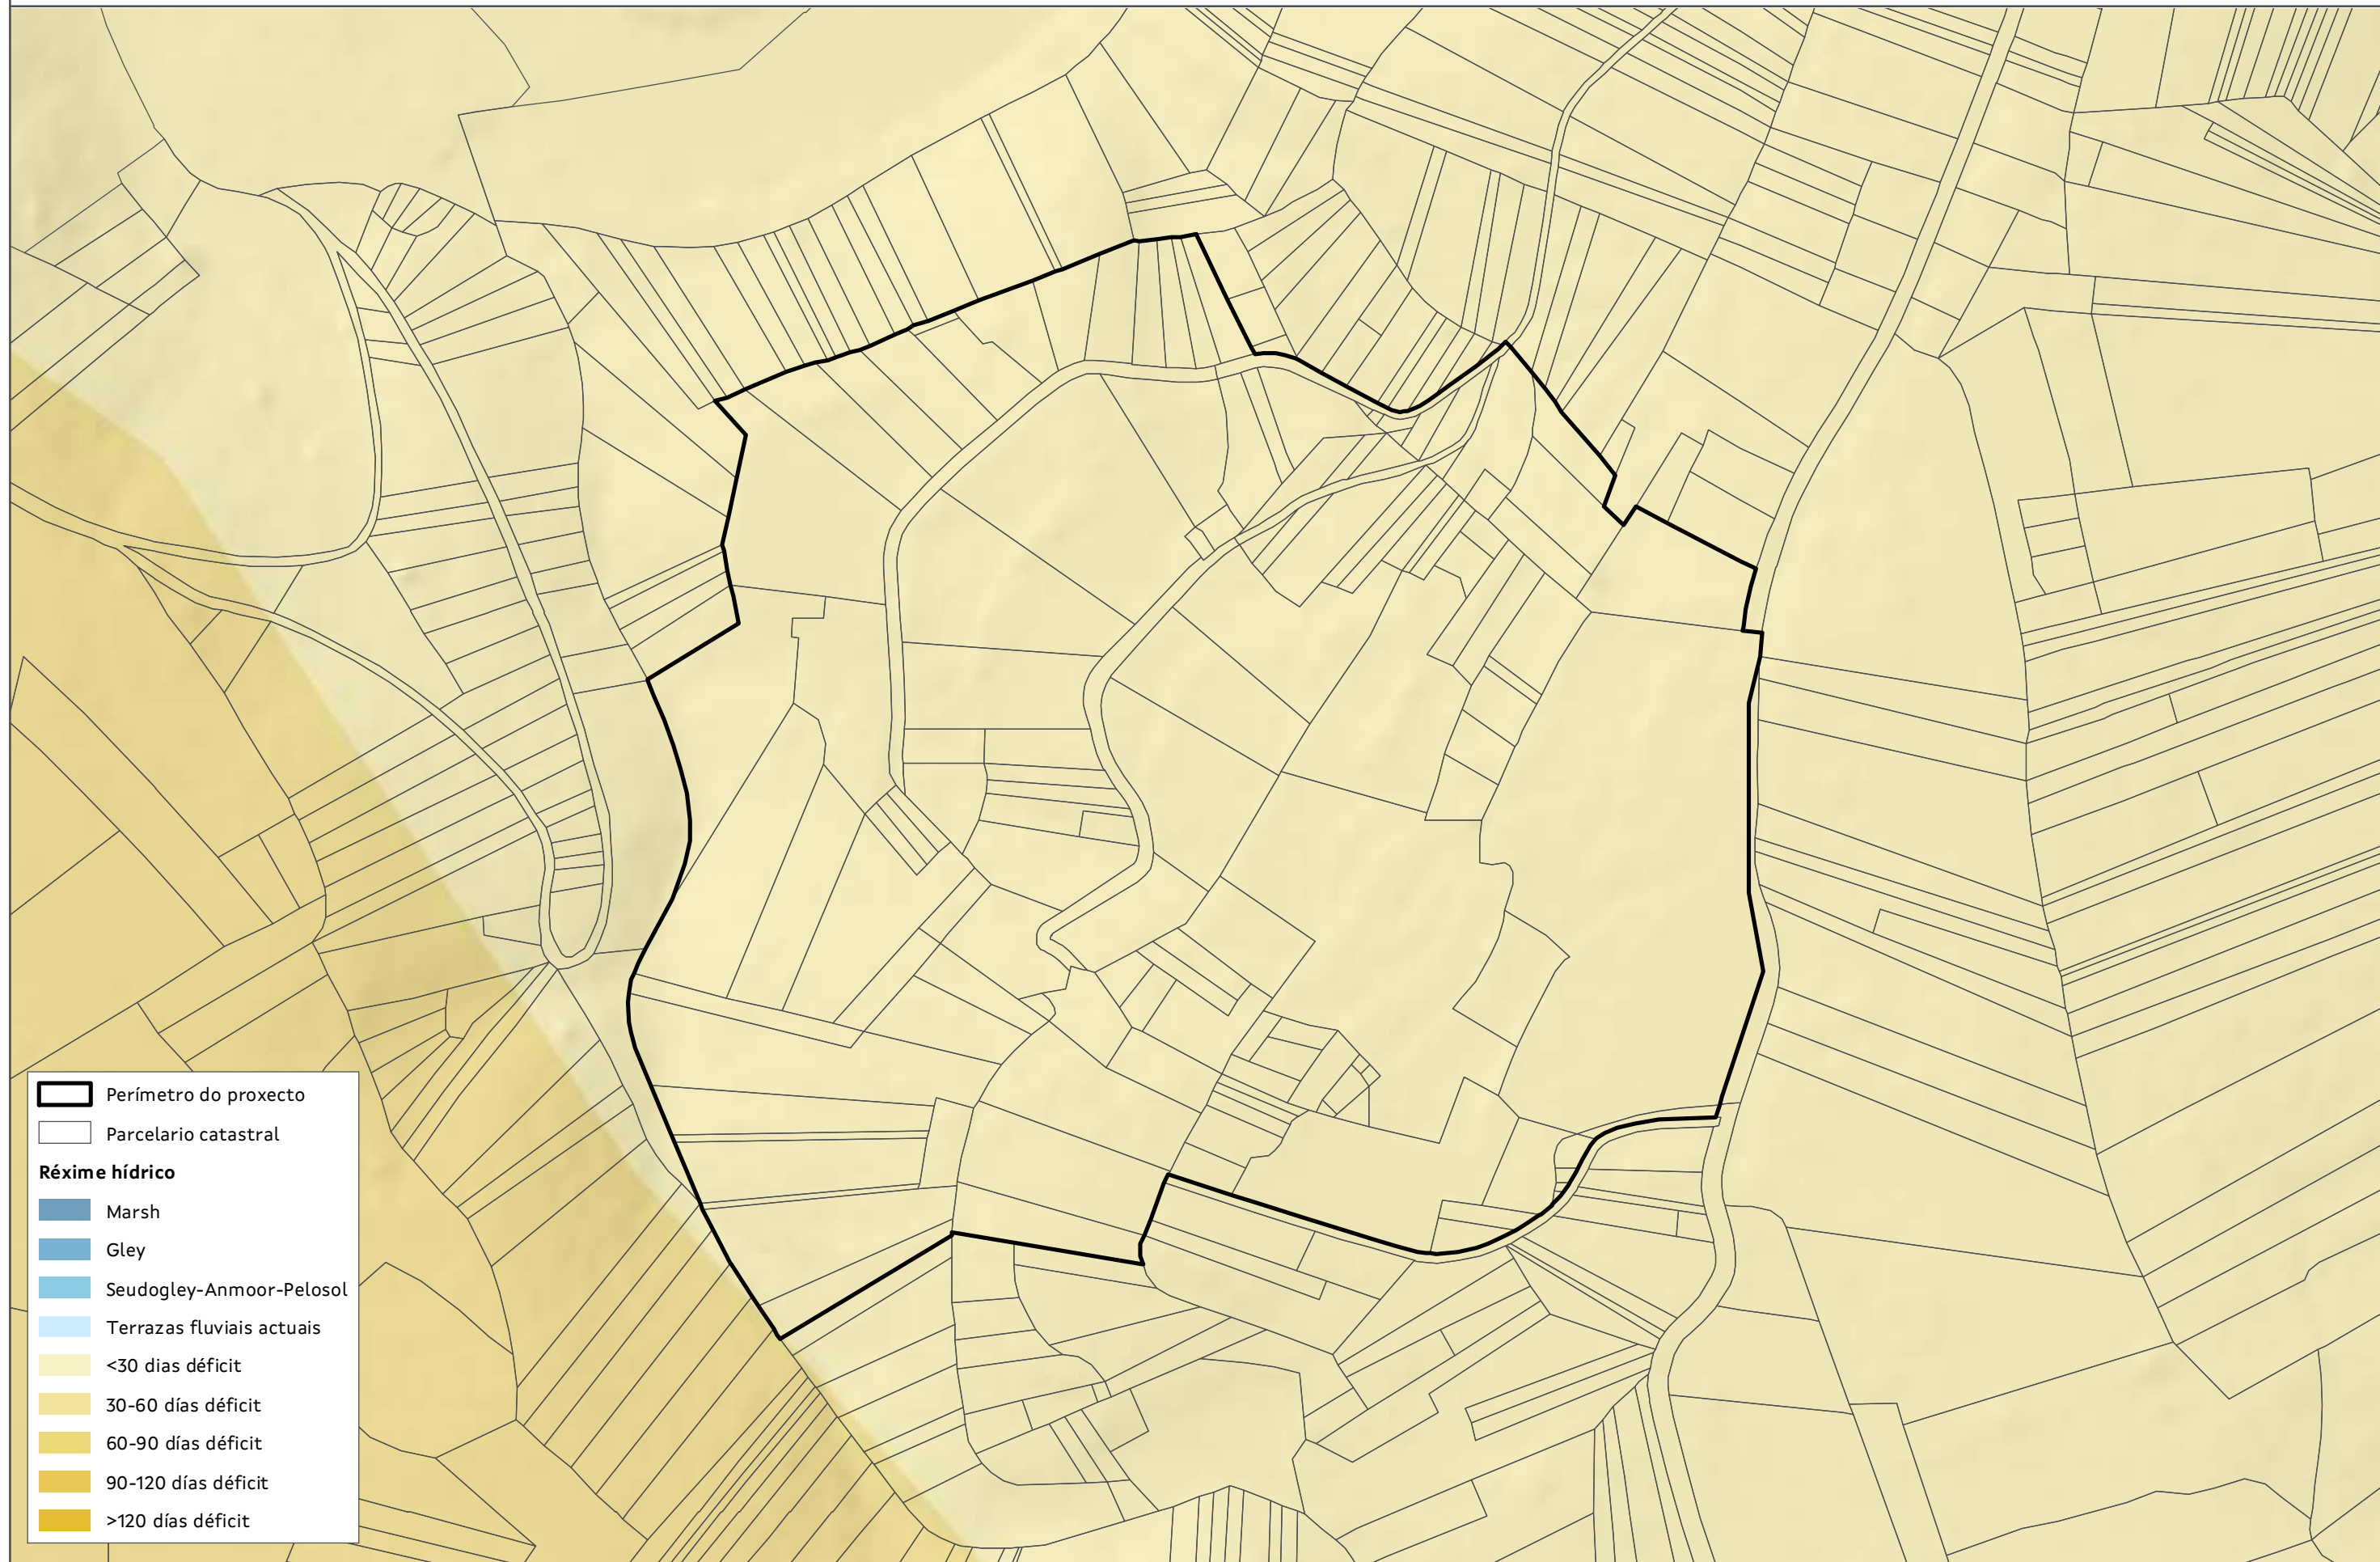 Perímetro do proxecto
Parcelario catastral
Réxime hídrico
Marsh
Gley
Seudogley-Anmoor-Pelosol
Terrazas fluviais actuais
<30 dias déficit
30-60 días déficit
60-90 días déficit
90-120 días déficit
>120 días déficit